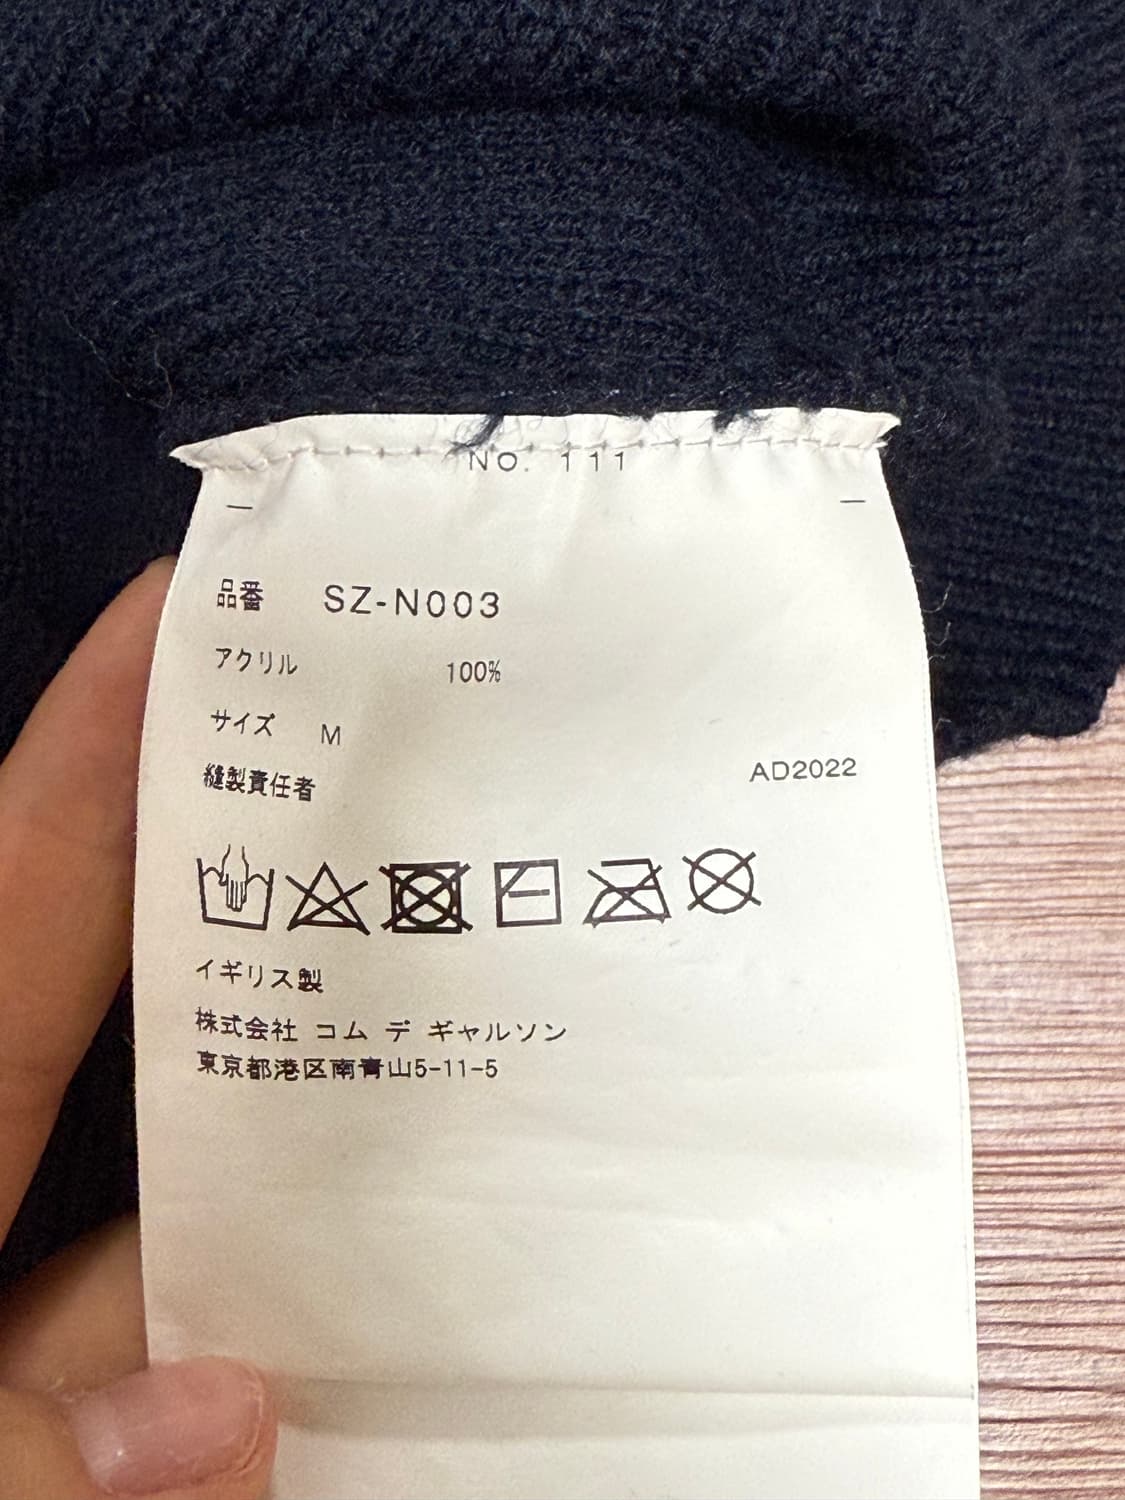 NO. 111
品番 SZ-N003
アクリル 100%
サイズ M
縫製責任者 AD2022
イギリス製
株式会社 コム デ ギャルソン
東京都港区南青山5-11-5